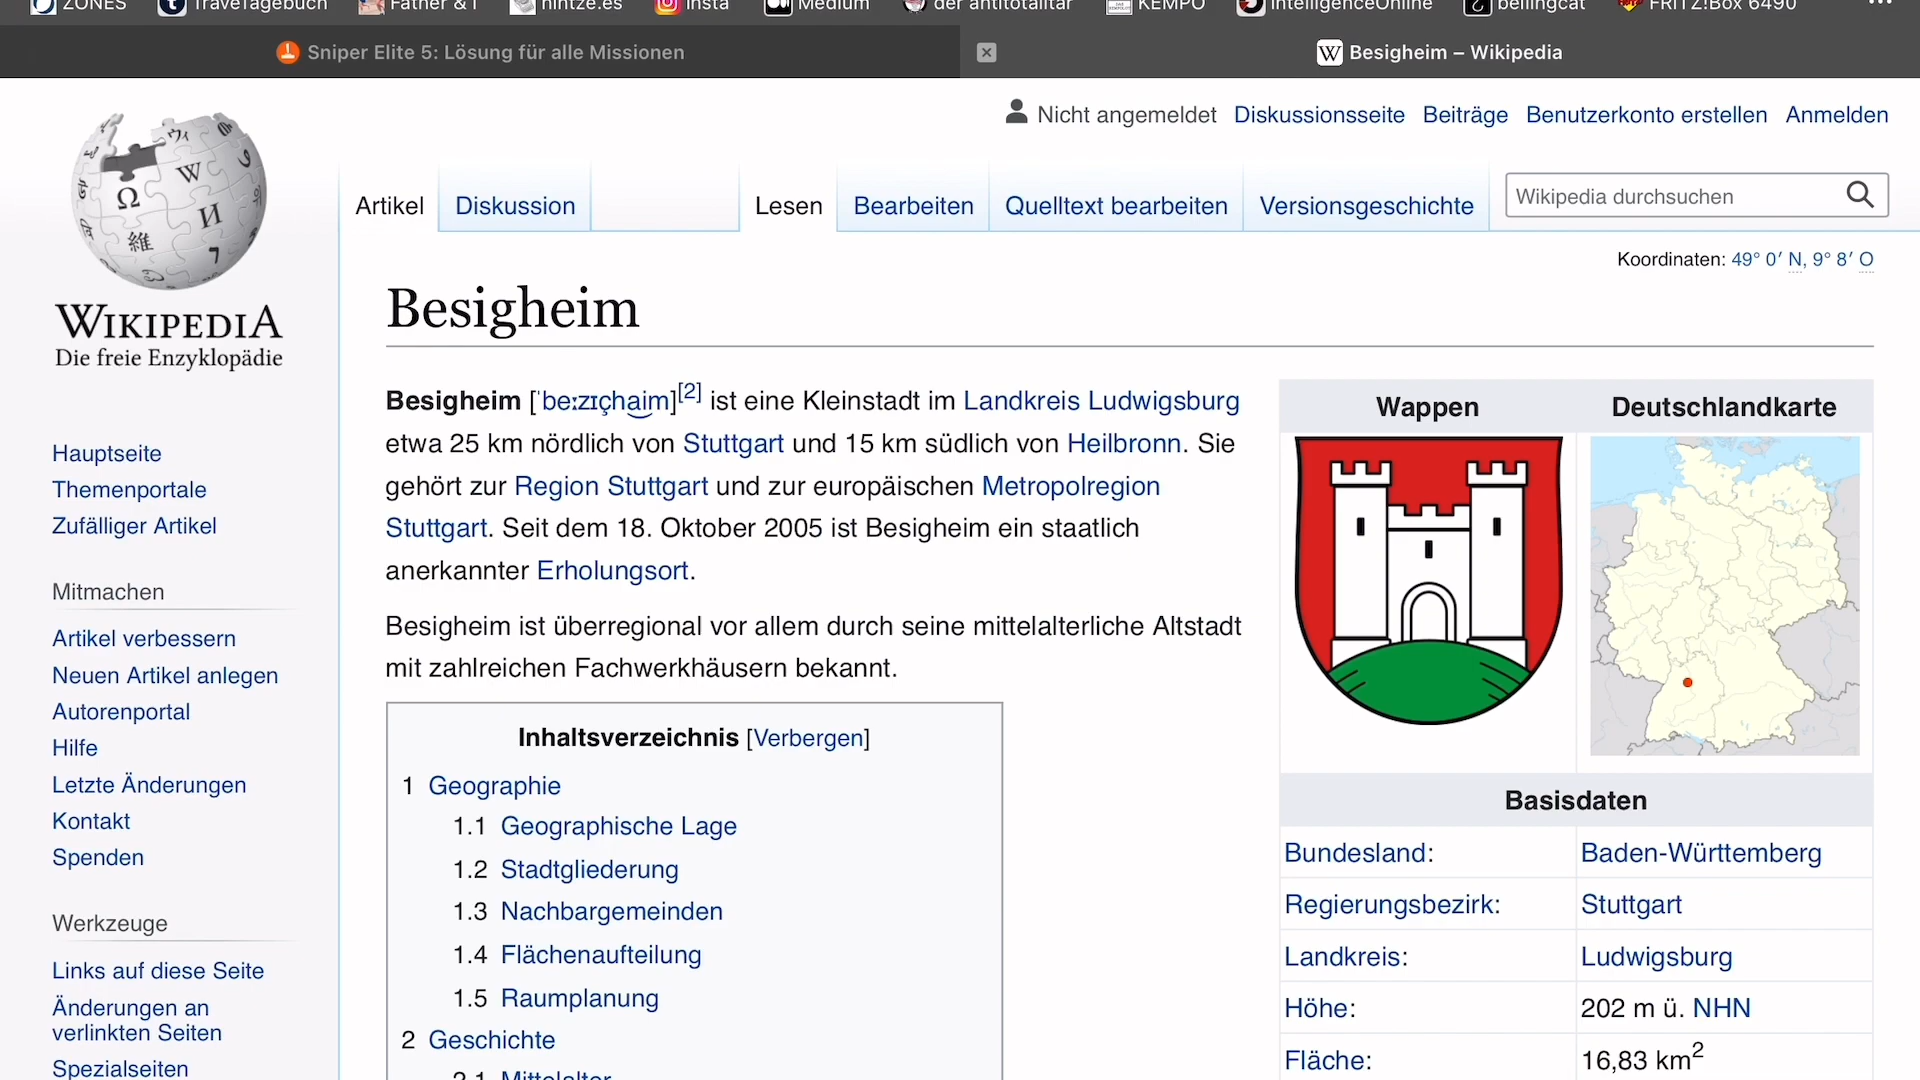 ZONES TraveTagebuch Father & I hintze.es Insta Medium der antitotalitär KEMPO IntelligenceOnline bellingcat FRITZ!Box 6490 ...
Sniper Elite 5: Lösung für alle Missionen
Besigheim – Wikipedia
Nicht angemeldet Diskussionsseite Beiträge Benutzerkonto erstellen Anmelden
Artikel Diskussion Lesen Bearbeiten Quelltext bearbeiten Versionsgeschichte Wikipedia durchsuchen
WIKIPEDIA
Die freie Enzyklopädie
Hauptseite
Themenportale
Zufälliger Artikel
Mitmachen
Artikel verbessern
Neuen Artikel anlegen
Autorenportal
Hilfe
Letzte Änderungen
Kontakt
Spenden
Werkzeuge
Links auf diese Seite
Änderungen an
verlinkten Seiten
Spezialseiten
Koordinaten: 49° 0′ N, 9° 8′ O
Besigheim
Besigheim [ˈbeːzɪçha͜im][2] ist eine Kleinstadt im Landkreis Ludwigsburg
etwa 25 km nördlich von Stuttgart und 15 km südlich von Heilbronn. Sie
gehört zur Region Stuttgart und zur europäischen Metropolregion
Stuttgart. Seit dem 18. Oktober 2005 ist Besigheim ein staatlich
anerkannter Erholungsort.
Besigheim ist überregional vor allem durch seine mittelalterliche Altstadt
mit zahlreichen Fachwerkhäusern bekannt.
Inhaltsverzeichnis [Verbergen]
1 Geographie
1.1 Geographische Lage
1.2 Stadtgliederung
1.3 Nachbargemeinden
1.4 Flächenaufteilung
1.5 Raumplanung
2 Geschichte
2.1 Mittelalter
Wappen Deutschlandkarte
Basisdaten
Bundesland: Baden-Württemberg
Regierungsbezirk: Stuttgart
Landkreis: Ludwigsburg
Höhe: 202 m ü. NHN
Fläche: 16,83 km²